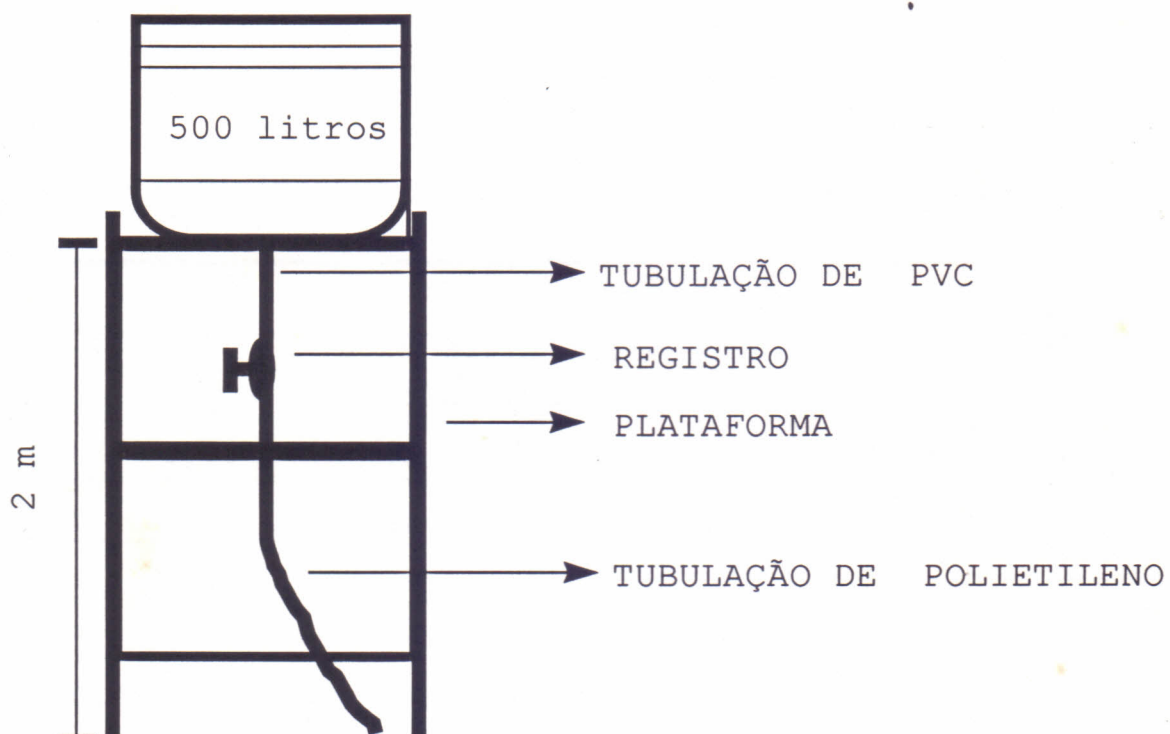 500 litros
TUBULAÇÃO DE PVC
REGISTRO
PLATAFORMA
2 m
TUBULAÇÃO DE POLIETILENO